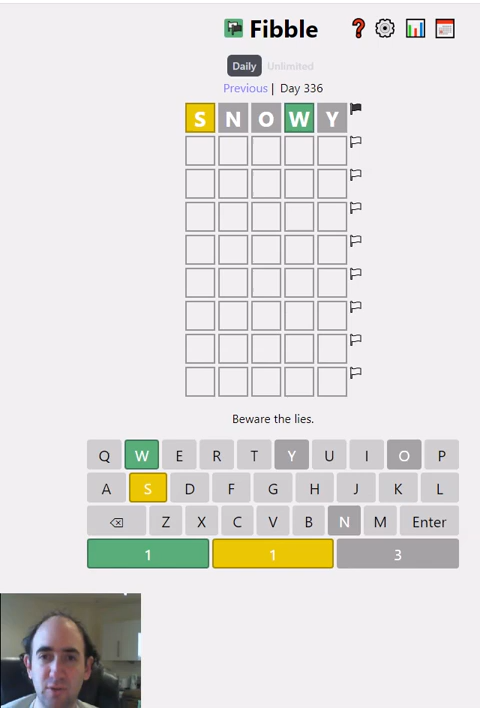 Fibble
Daily Unlimited
Previous | Day 336
S N O W Y
Beware the lies.
Q W E R T Y U I O P
A S D F G H J K L
Z X C V B N M Enter
1 1 3